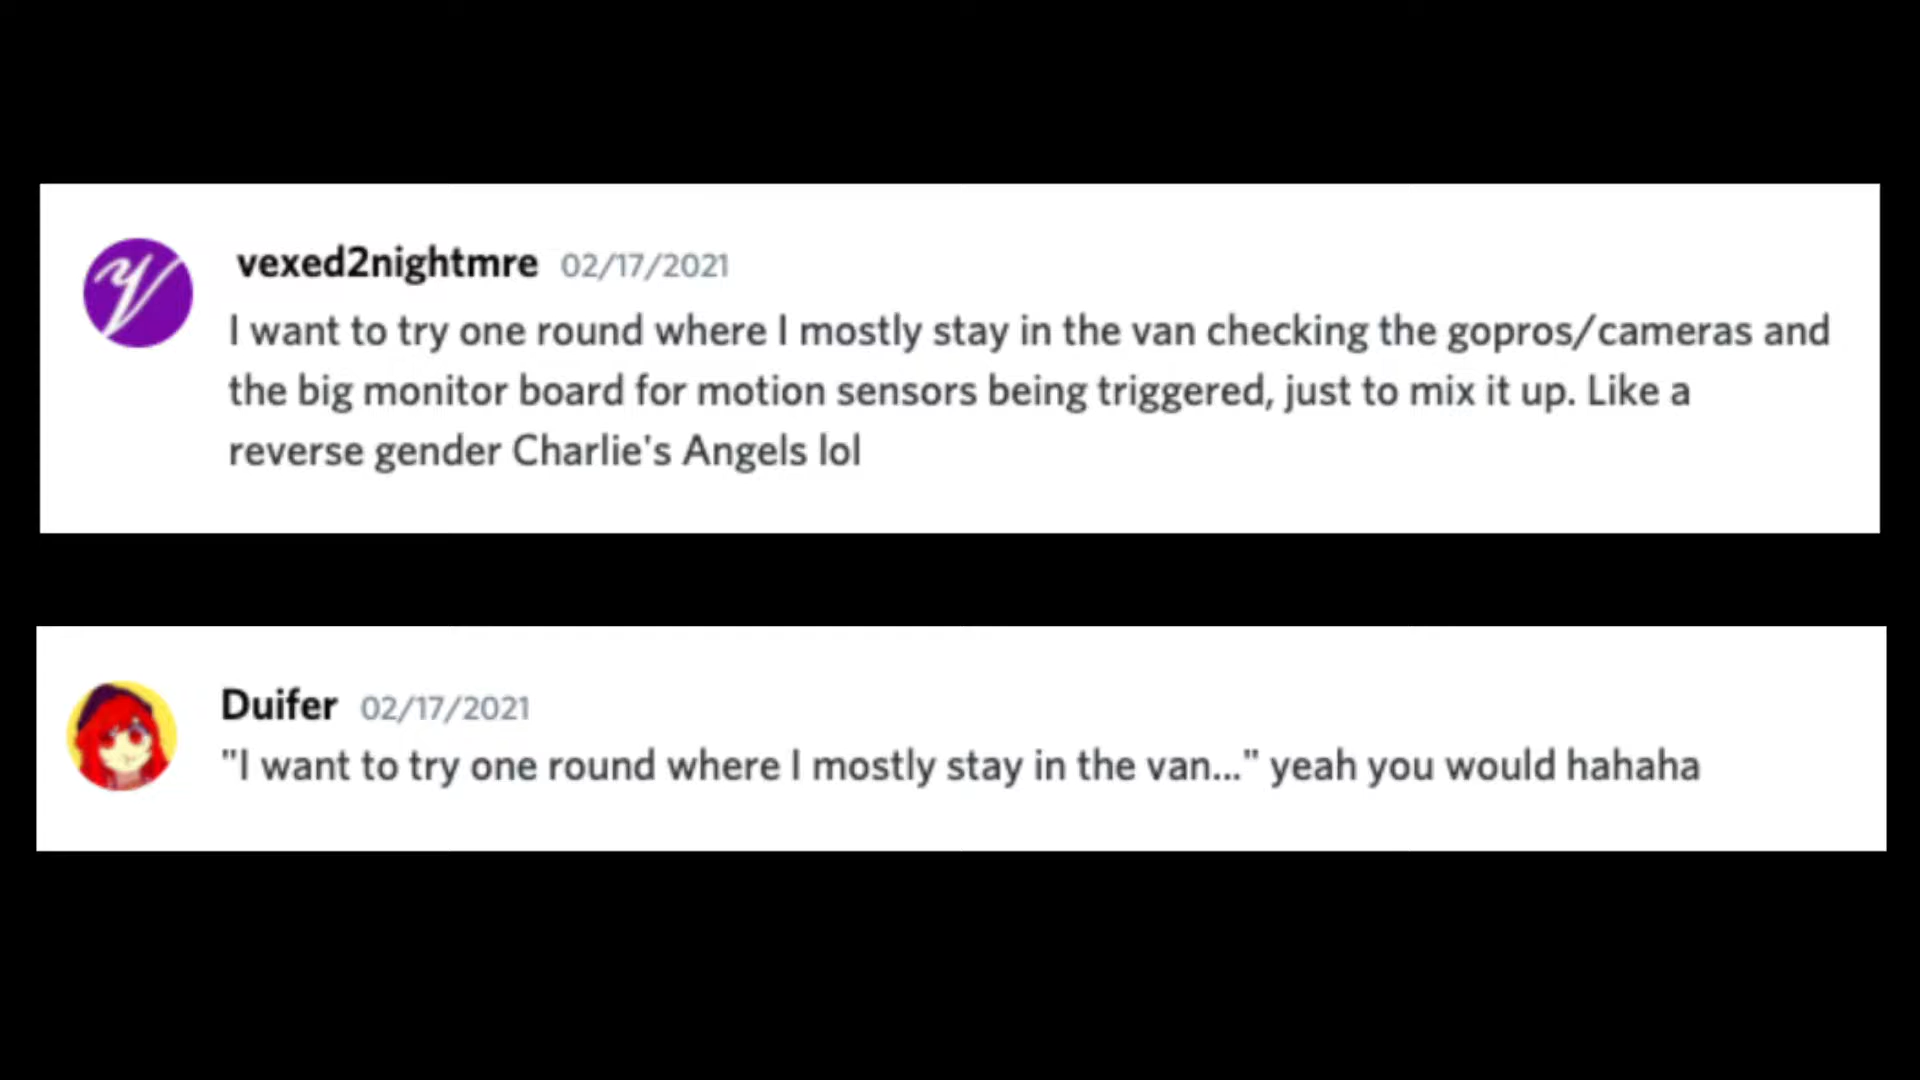 vexed2nightmre 02/17/2021
I want to try one round where I mostly stay in the van checking the gopros/cameras and
the big monitor board for motion sensors being triggered, just to mix it up. Like a
reverse gender Charlie's Angels lol
Duifer 02/17/2021
"I want to try one round where I mostly stay in the van..." yeah you would hahaha